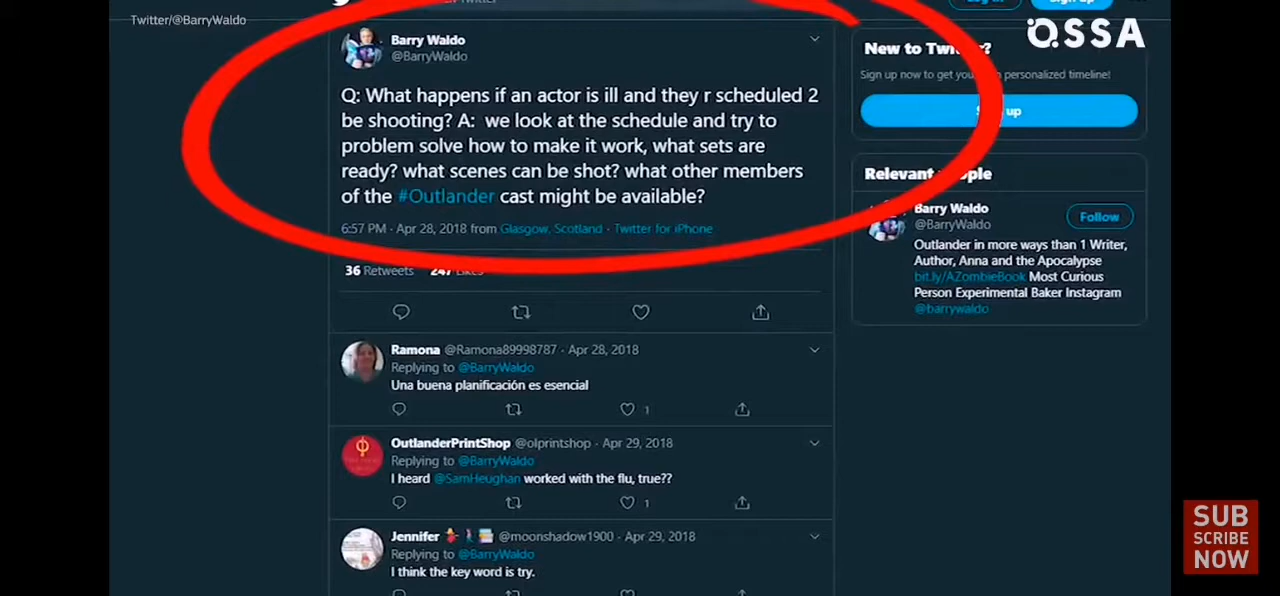 Twitter/@BarryWaldo
OSSA
Barry Waldo
@BarryWaldo
Q: What happens if an actor is ill and they r scheduled 2
be shooting? A: we look at the schedule and try to
problem solve how to make it work, what sets are
ready? what scenes can be shot? what other members
of the #Outlander cast might be available?
6:57 PM · Apr 28, 2018 from Glasgow, Scotland · Twitter for iPhone
36 Retweets 247 Likes
Ramona @Ramona89998787 · Apr 28, 2018
Replying to @BarryWaldo
Una buena planificación es esencial
1
OutlanderPrintShop @olprintshop · Apr 29, 2018
Replying to @BarryWaldo
I heard @SamHeughan worked with the flu, true??
1
Jennifer @moonshadow1900 · Apr 29, 2018
Replying to @BarryWaldo
I think the key word is try.
New to Twitter?
Sign up now to get your personalized timeline!
up
Relevant people
Barry Waldo
@BarryWaldo
Follow
Outlander in more ways than 1 Writer,
Author, Anna and the Apocalypse
bit.ly/AZombieBook Most Curious
Person Experimental Baker Instagram
@barrywaldo
SUB
SCRIBE
NOW